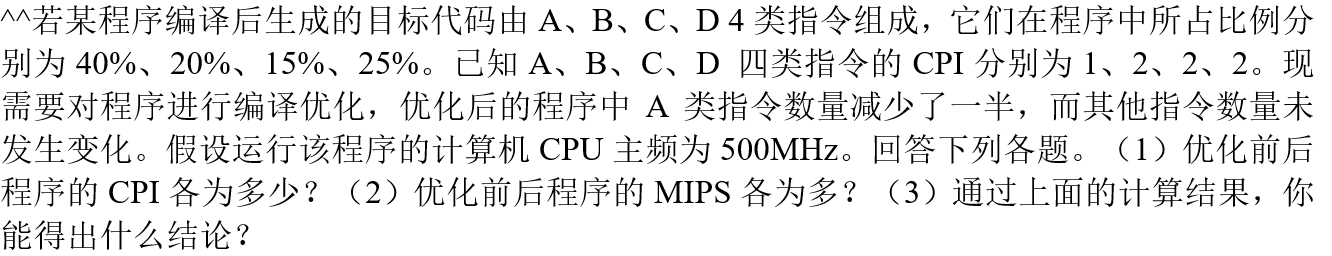 ^^若某程序编译后生成的目标代码由 A、B、C、D 4 类指令组成，它们在程序中所占比例分
别为 40%、20%、15%、25%。已知 A、B、C、D 四类指令的 CPI 分别为 1、2、2、2。现
需要对程序进行编译优化，优化后的程序中 A 类指令数量减少了一半，而其他指令数量未
发生变化。假设运行该程序的计算机 CPU 主频为 500MHz。回答下列各题。（1）优化前后
程序的 CPI 各为多少？（2）优化前后程序的 MIPS 各为多？（3）通过上面的计算结果，你
能得出什么结论？